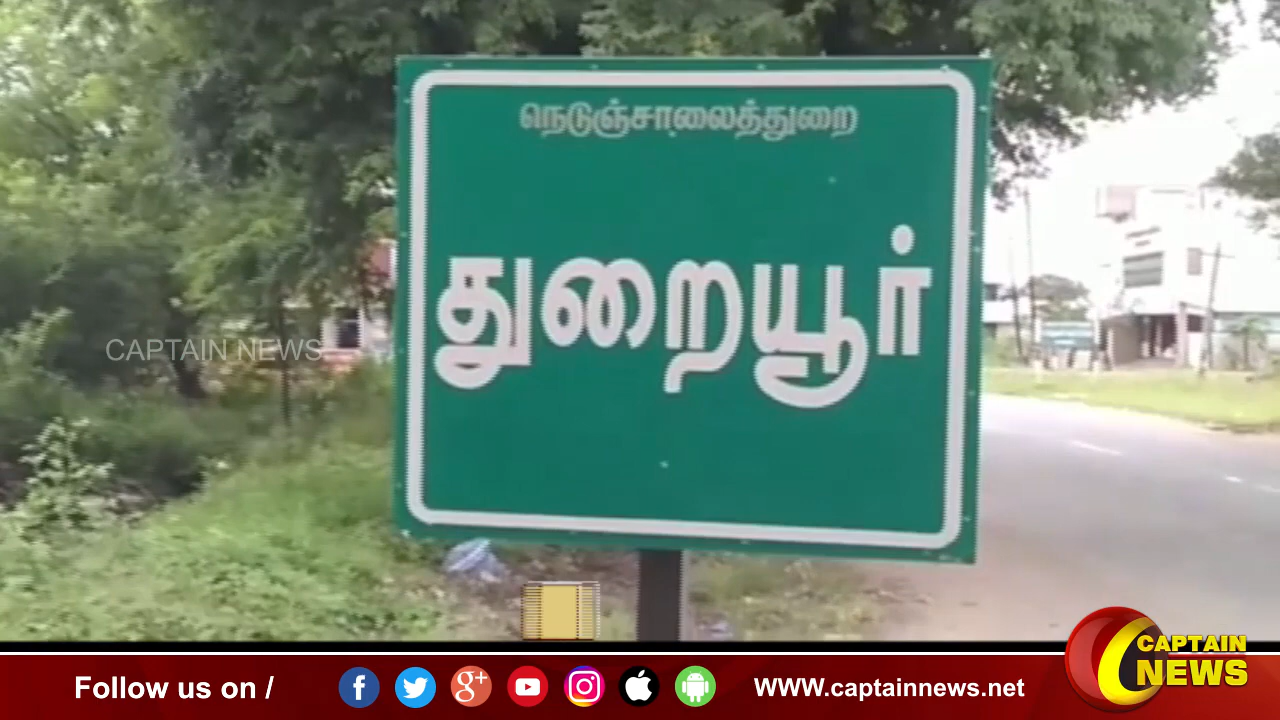 நெடுஞ்சாலைத்துறை
துறையூர்
CAPTAIN NEWS
Follow us on /
WWW.captainnews.net
CAPTAIN
NEWS